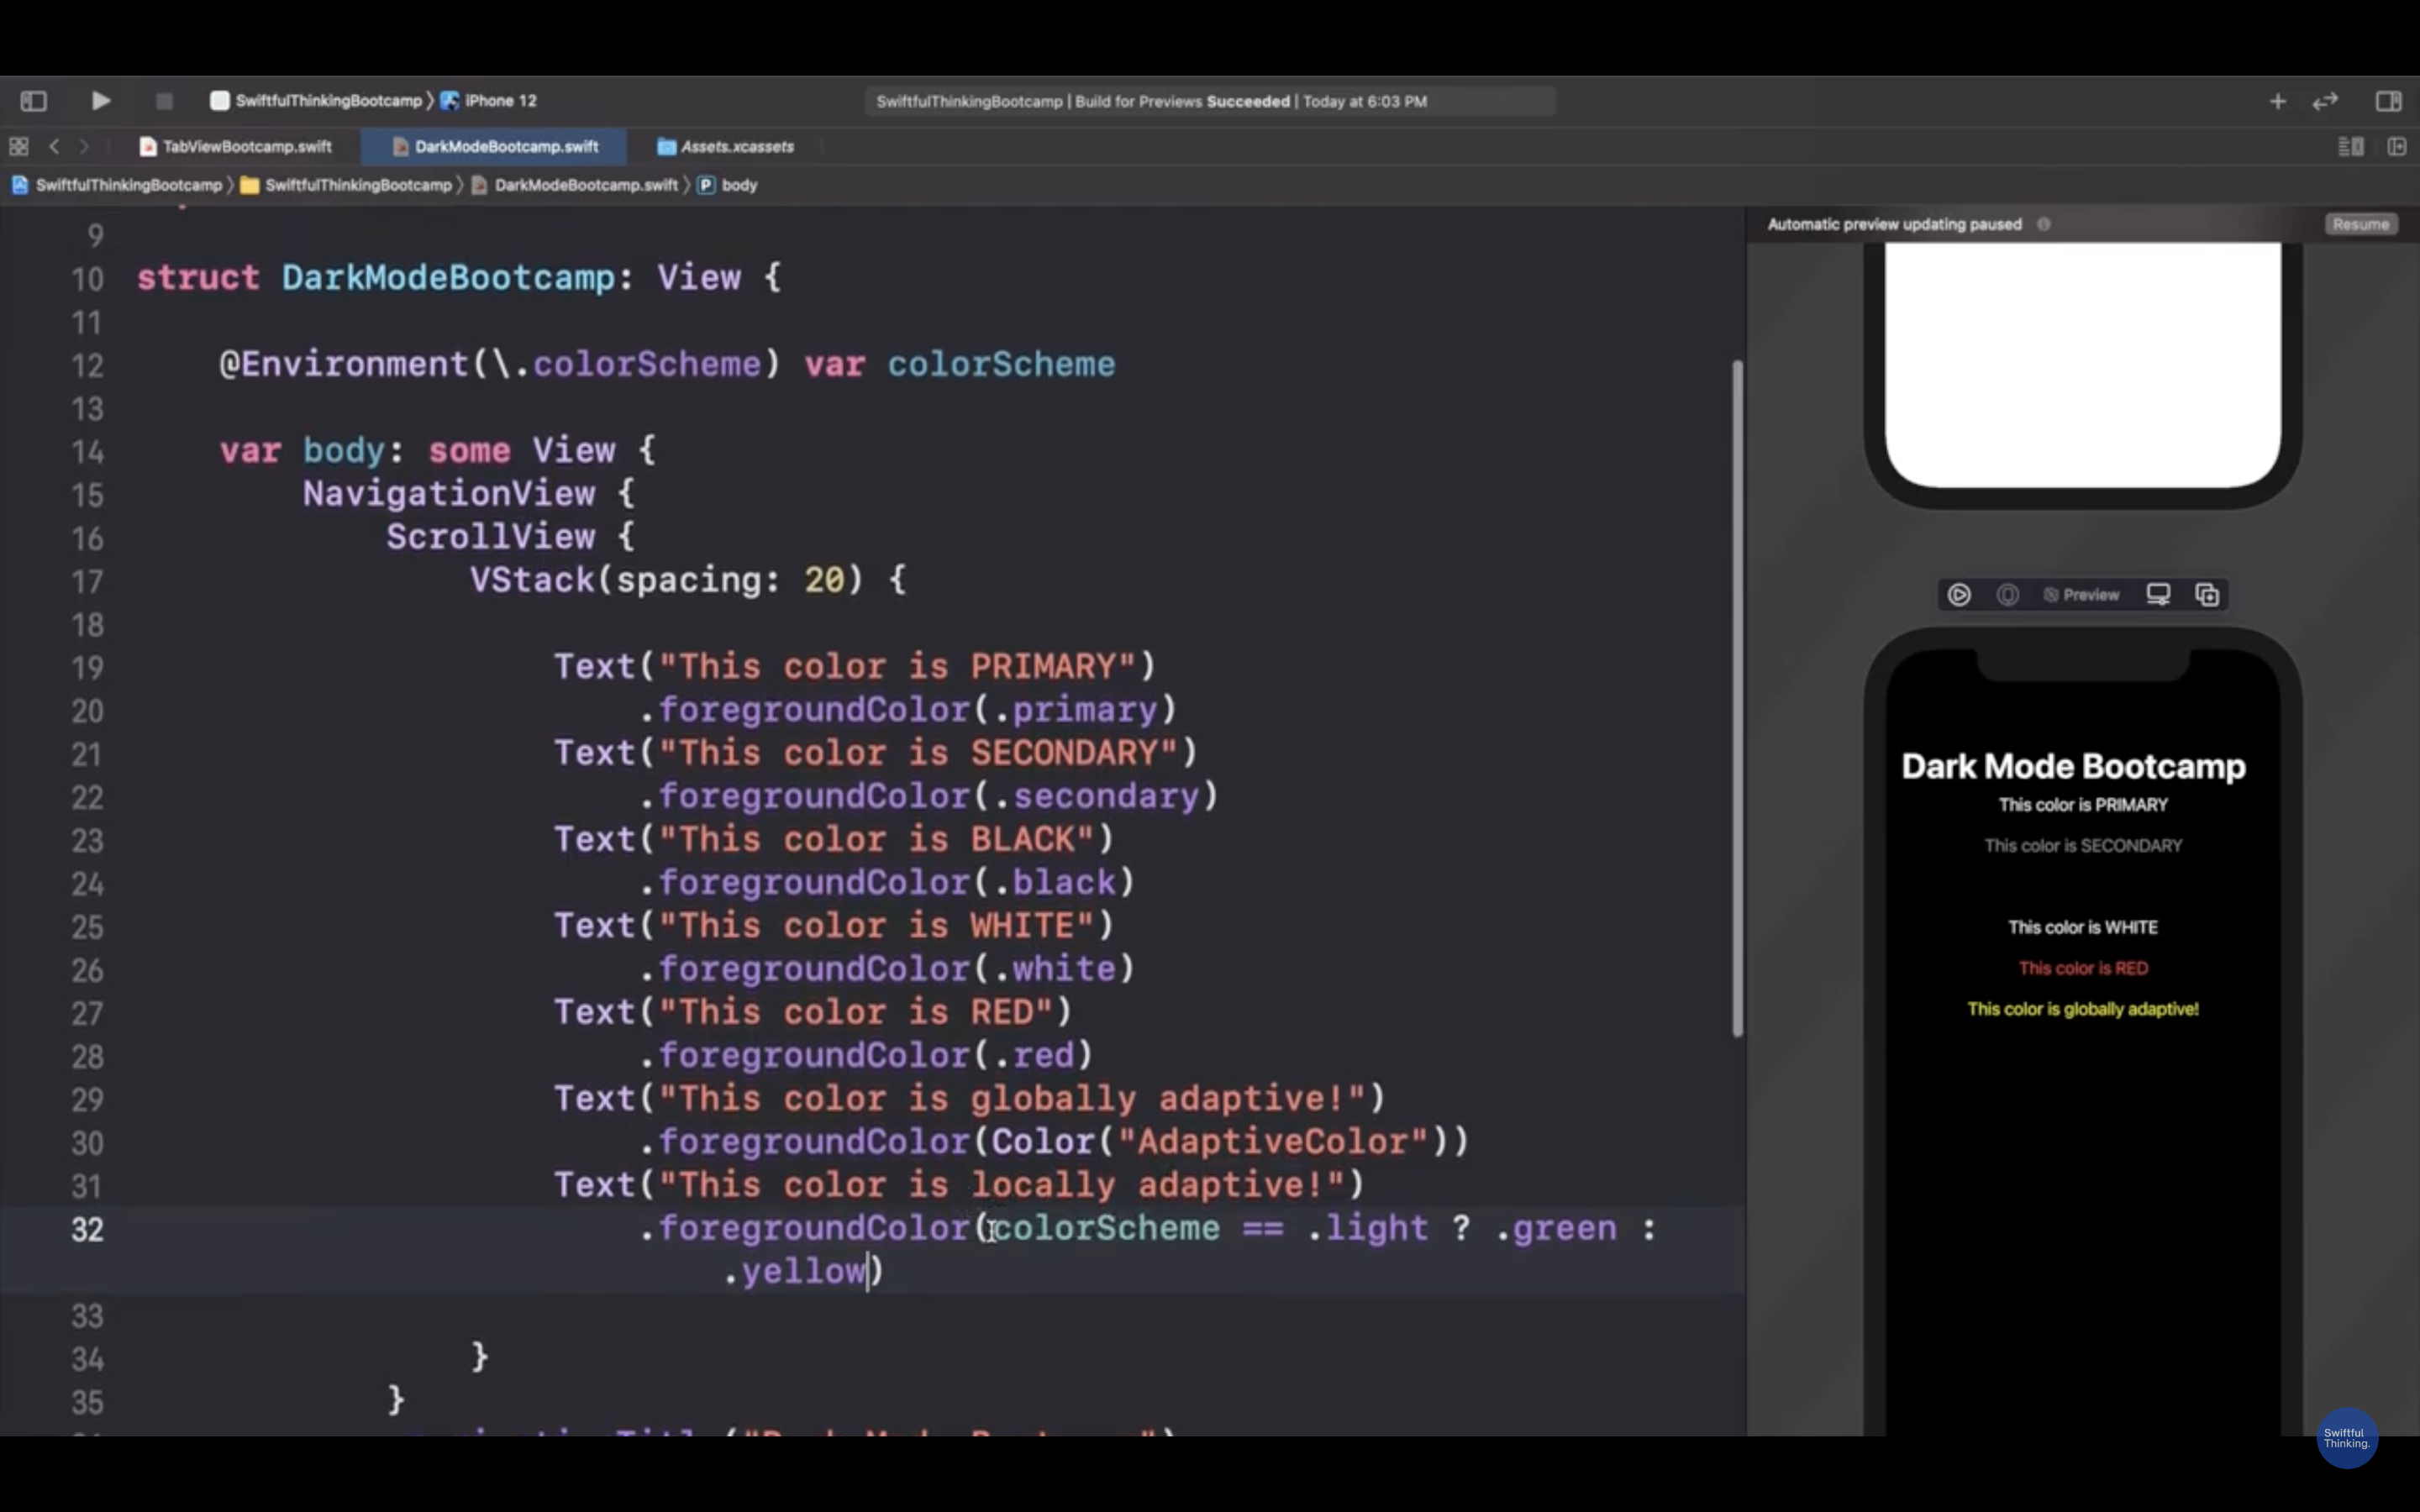 SwiftfulThinkingBootcamp 〉 iPhone 12
SwiftfulThinkingBootcamp | Build for Previews Succeeded | Today at 6:03 PM
TabViewBootcamp.swift
DarkModeBootcamp.swift
Assets.xcassets
SwiftfulThinkingBootcamp 〉 SwiftfulThinkingBootcamp 〉 DarkModeBootcamp.swift 〉 P body
9
10 struct DarkModeBootcamp: View {
11
12 @Environment(\.colorScheme) var colorScheme
13
14 var body: some View {
15 NavigationView {
16 ScrollView {
17 VStack(spacing: 20) {
18
19 Text("This color is PRIMARY")
20 .foregroundColor(.primary)
21 Text("This color is SECONDARY")
22 .foregroundColor(.secondary)
23 Text("This color is BLACK")
24 .foregroundColor(.black)
25 Text("This color is WHITE")
26 .foregroundColor(.white)
27 Text("This color is RED")
28 .foregroundColor(.red)
29 Text("This color is globally adaptive!")
30 .foregroundColor(Color("AdaptiveColor"))
31 Text("This color is locally adaptive!")
32 .foregroundColor(colorScheme == .light ? .green :
.yellow)
33
34 }
35 }
Automatic preview updating paused
Resume
Preview
Dark Mode Bootcamp
This color is PRIMARY
This color is SECONDARY
This color is WHITE
This color is RED
This color is globally adaptive!
Swiftful
Thinking.